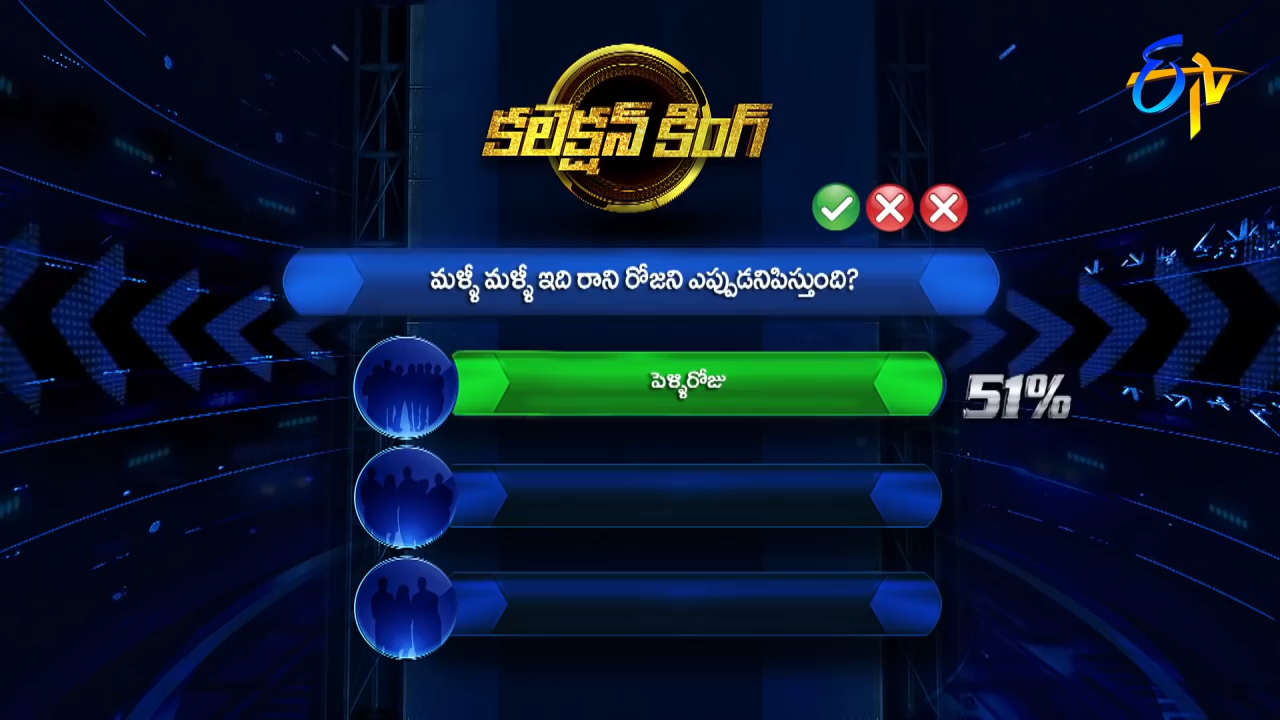 ETV
కలెక్షన్ కింగ్
మళ్ళీ మళ్ళీ ఇది రాని రోజని ఎప్పుడనిపిస్తుంది?
పెళ్ళిరోజు
51%